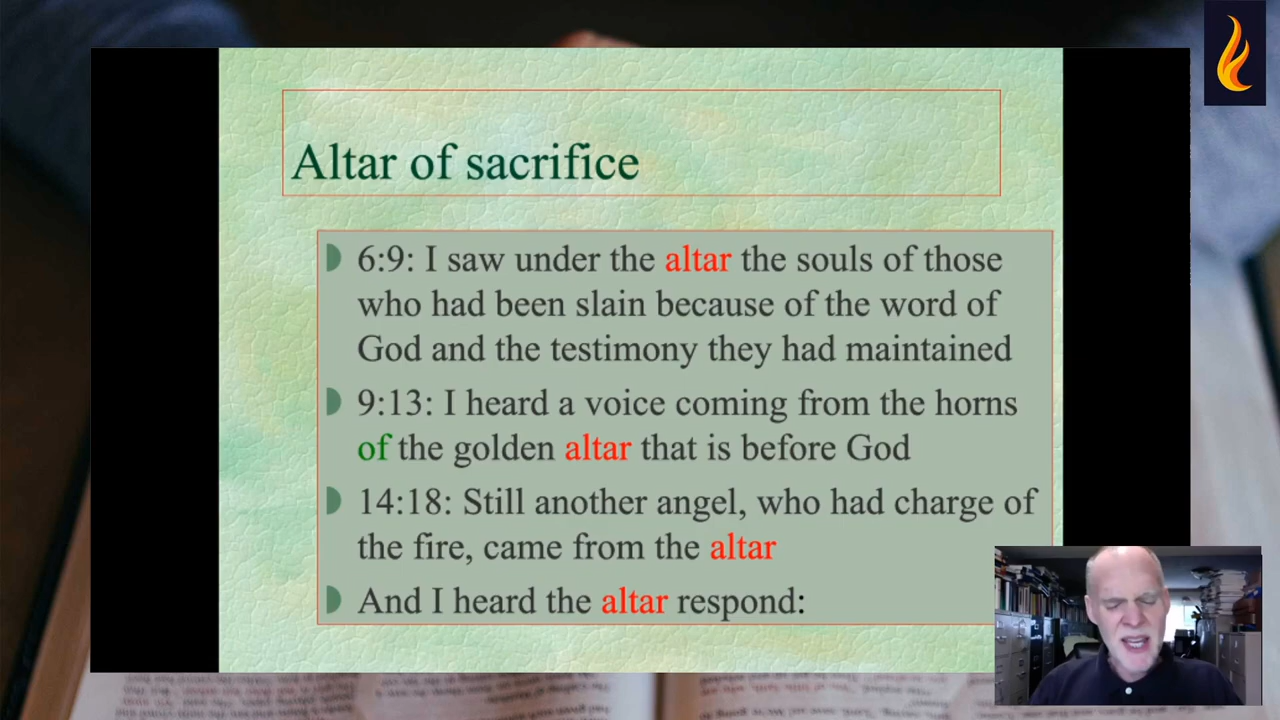 Altar of sacrifice
6:9: I saw under the altar the souls of those
who had been slain because of the word of
God and the testimony they had maintained
9:13: I heard a voice coming from the horns
of the golden altar that is before God
14:18: Still another angel, who had charge of
the fire, came from the altar
And I heard the altar respond: